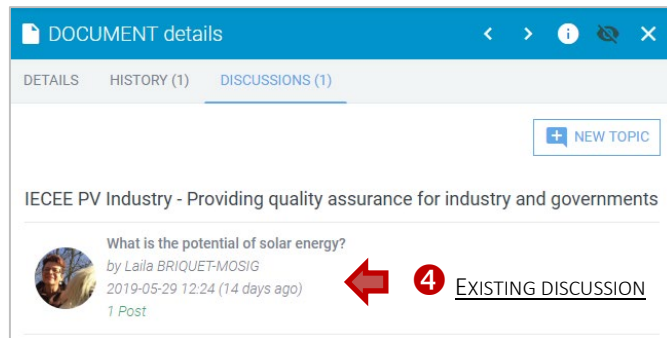 DOCUMENT details
DETAILS HISTORY (1) DISCUSSIONS (1)
NEW TOPIC
IECEE PV Industry - Providing quality assurance for industry and governments
What is the potential of solar energy?
by Laila BRIQUET-MOSIG
2019-05-29 12:24 (14 days ago)
1 Post
4 EXISTING DISCUSSION